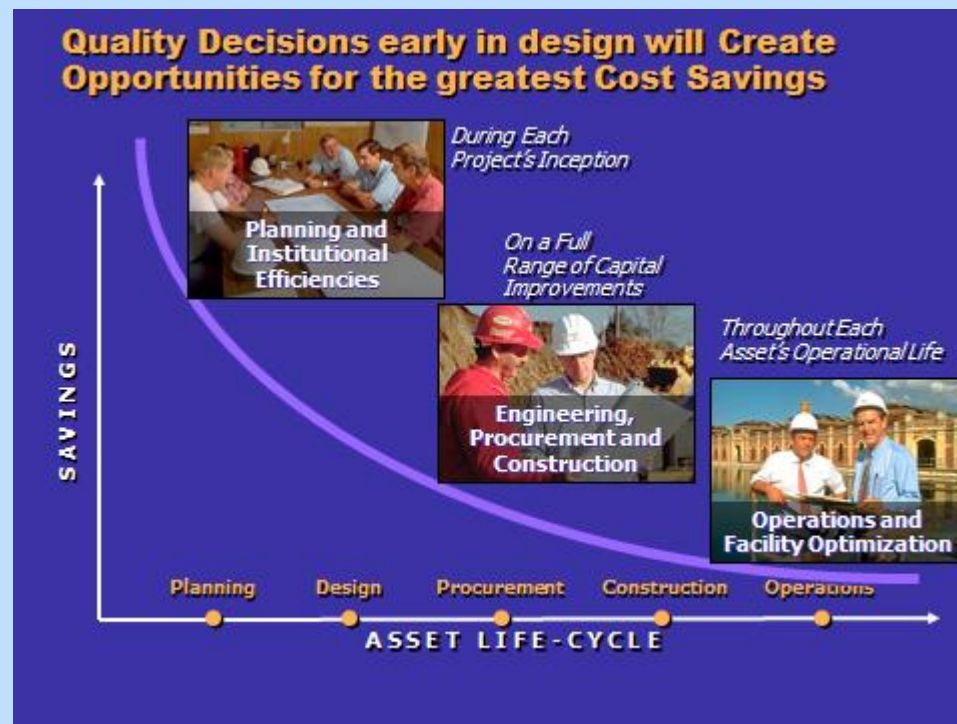 Quality Decisions early in design will Create
Opportunities for the greatest Cost Savings
During Each
Project's Inception
Planning and
Institutional
Efficiencies
On a Full
Range of Capital
Improvements
Engineering,
Procurement and
Construction
Throughout Each
Asset's Operational Life
Operations and
Facility Optimization
SAVINGS
Planning Design Procurement Construction Operations
ASSET LIFE-CYCLE